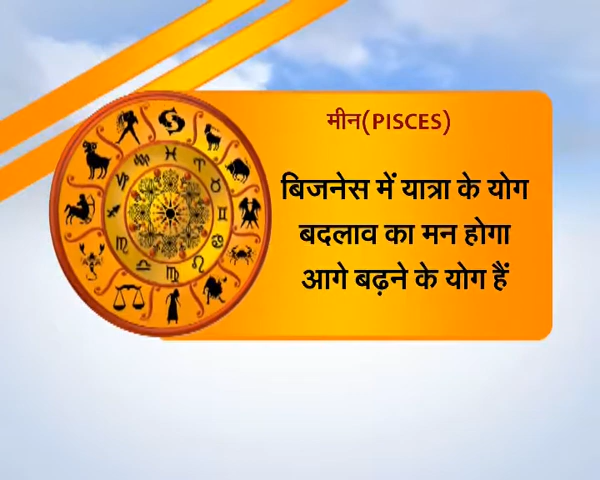 मीन(PISCES)
बिजनेस में यात्रा के योग
बदलाव का मन होगा
आगे बढ़ने के योग हैं